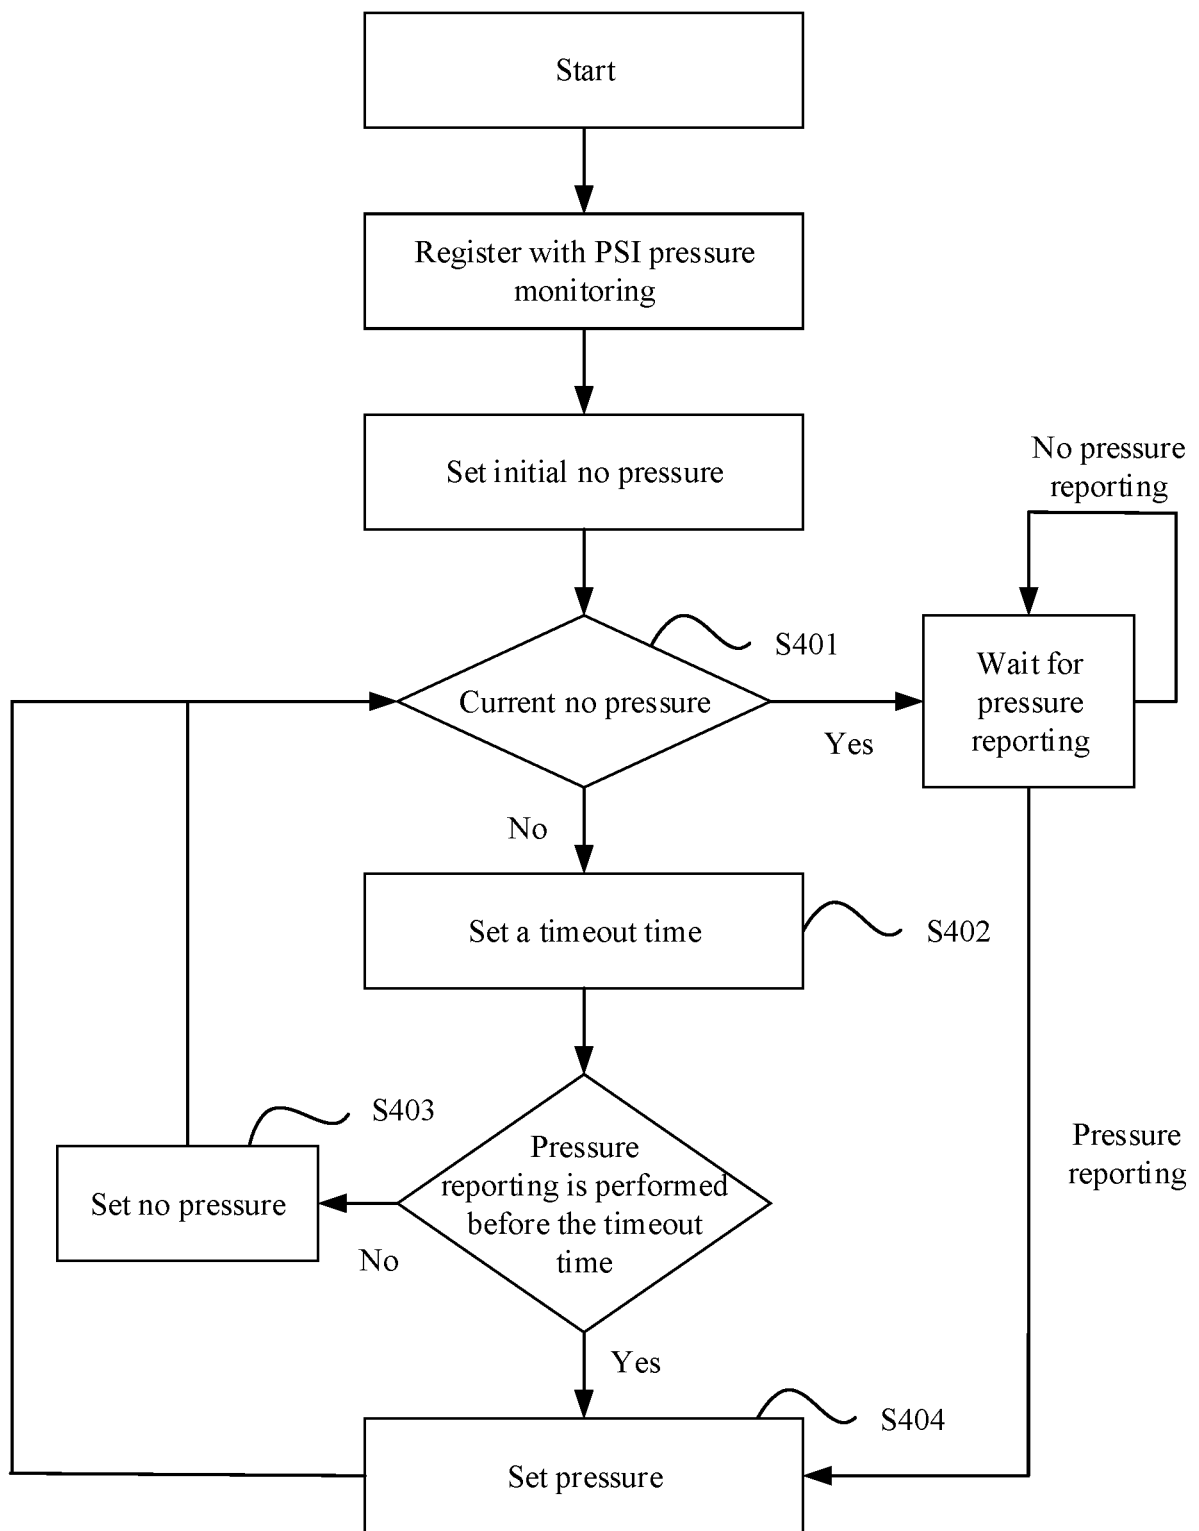 Start
Register with PSI pressure
monitoring
Set initial no pressure
No pressure
reporting
S401
Current no pressure
Yes
Wait for
pressure
reporting
No
Set a timeout time
S402
S403
Set no pressure
No
Pressure
reporting is performed
before the timeout
time
Pressure
reporting
Yes
S404
Set pressure